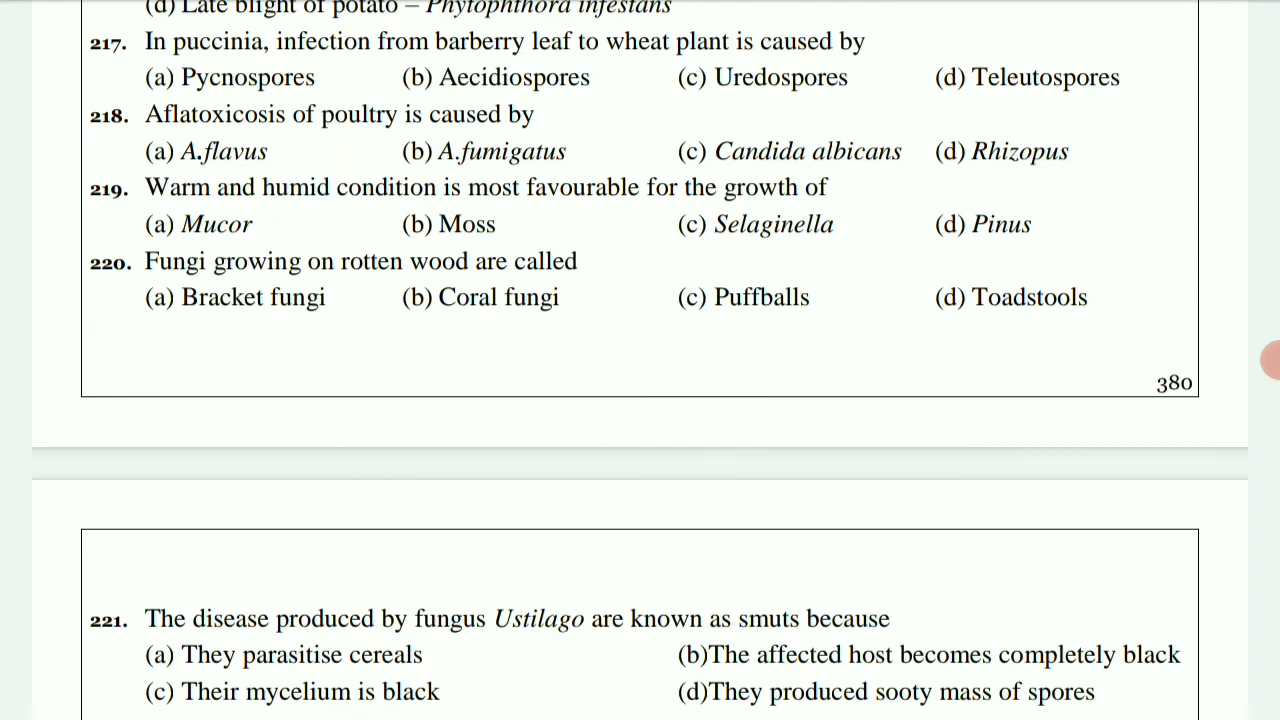 (d) Late blight of potato – Phytophthora infestans
217. In puccinia, infection from barberry leaf to wheat plant is caused by
(a) Pycnospores (b) Aecidiospores (c) Uredospores (d) Teleutospores
218. Aflatoxicosis of poultry is caused by
(a) A.flavus (b) A.fumigatus (c) Candida albicans (d) Rhizopus
219. Warm and humid condition is most favourable for the growth of
(a) Mucor (b) Moss (c) Selaginella (d) Pinus
220. Fungi growing on rotten wood are called
(a) Bracket fungi (b) Coral fungi (c) Puffballs (d) Toadstools
380
221. The disease produced by fungus Ustilago are known as smuts because
(a) They parasitise cereals (b)The affected host becomes completely black
(c) Their mycelium is black (d)They produced sooty mass of spores